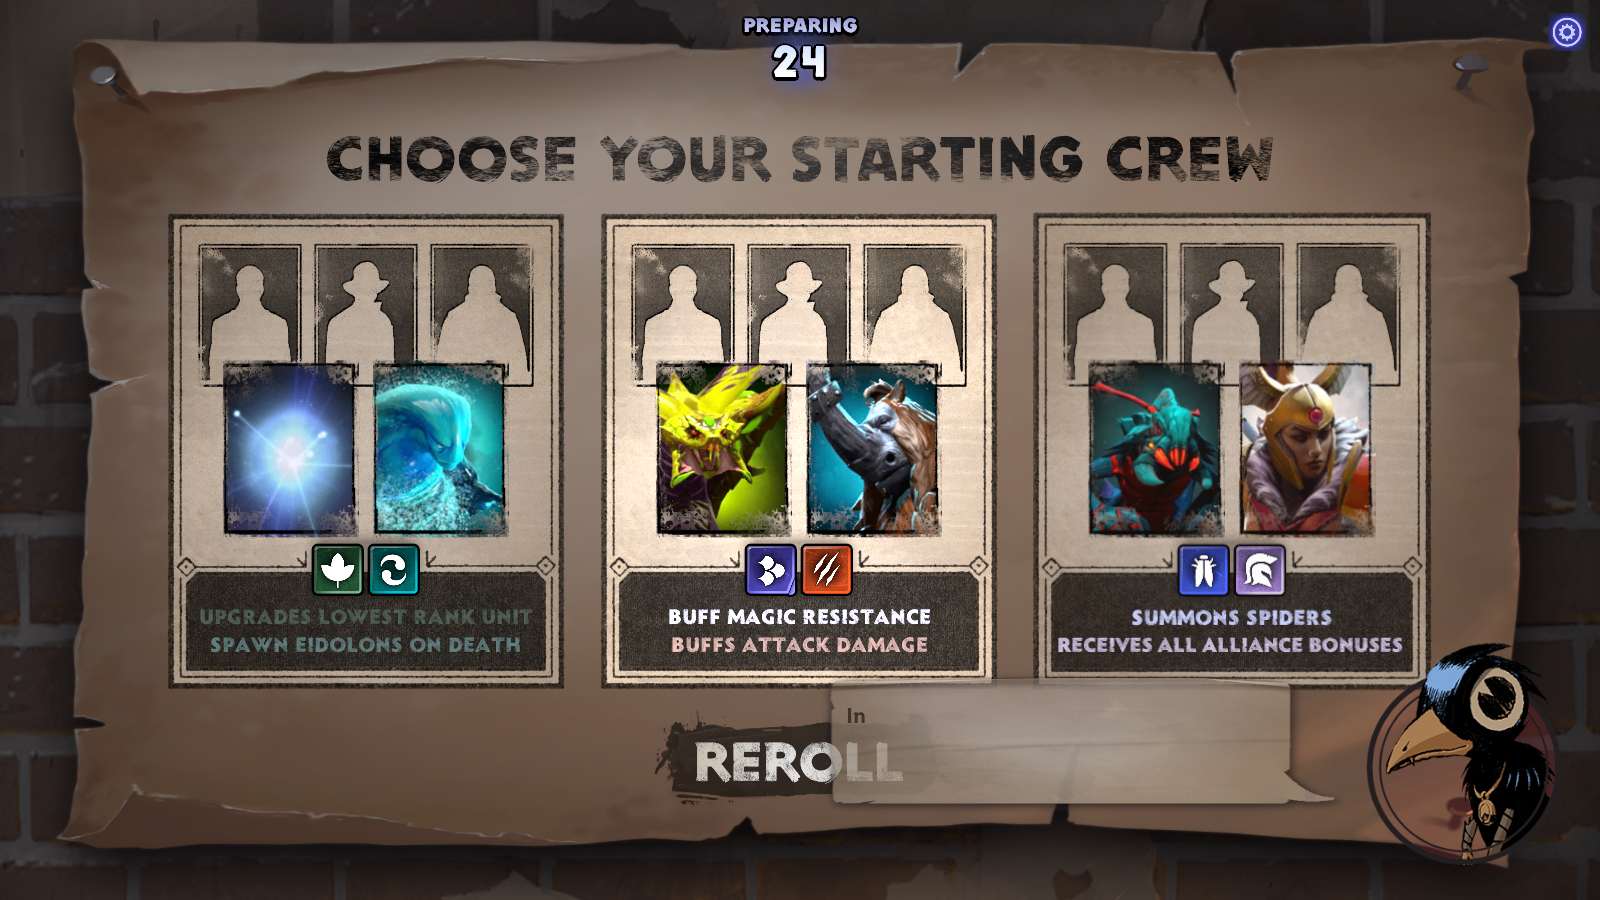 PREPARING
24
CHOOSE YOUR STARTING CREW
UPGRADES LOWEST RANK UNIT
SPAWN EIDOLONS ON DEATH
BUFF MAGIC RESISTANCE
BUFFS ATTACK DAMAGE
SUMMONS SPIDERS
RECEIVES ALL ALLIANCE BONUSES
In
REROLL